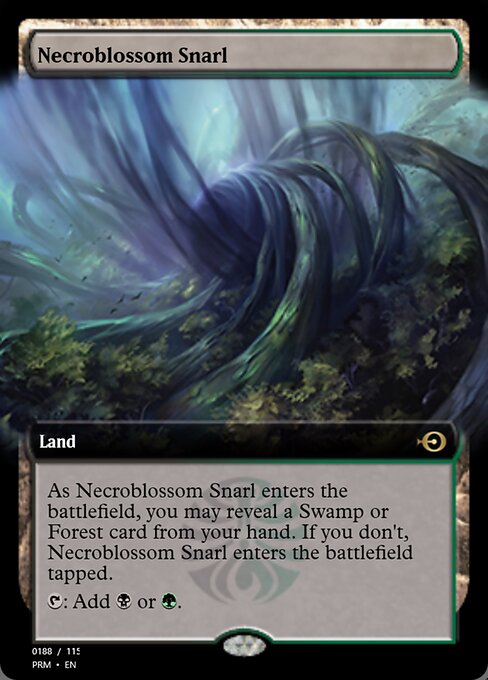 Necroblossom Snarl
Land
As Necroblossom Snarl enters the
battlefield, you may reveal a Swamp or
Forest card from your hand. If you don't,
Necroblossom Snarl enters the battlefield
tapped.
: Add or .
0188 / 115
PRM • EN